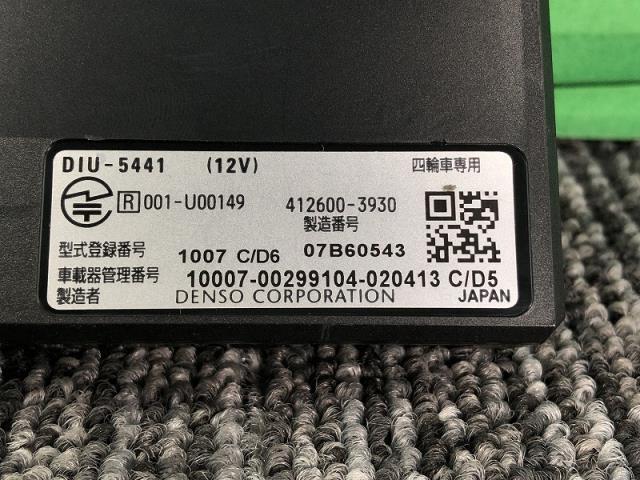 DIU-5441 (12V) 四輪車専用
R 001-U00149 412600-3930
製造番号
型式登録番号 1007 C/D6 07B60543
車載器管理番号 10007-00299104-020413 C/D5
製造者 DENSO CORPORATION JAPAN